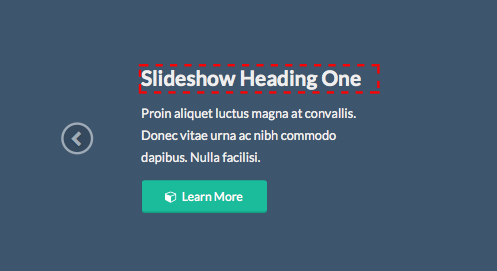 Slideshow Heading One
Proin aliquet luctus magna at convallis.
Donec vitae urna ac nibh commodo
dapibus. Nulla facilisi.
Learn More